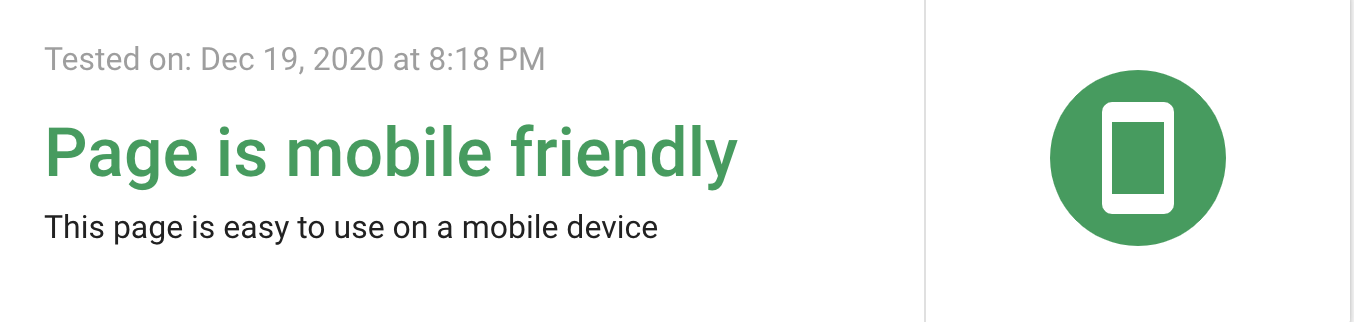 Tested on: Dec 19, 2020 at 8:18 PM
Page is mobile friendly
This page is easy to use on a mobile device